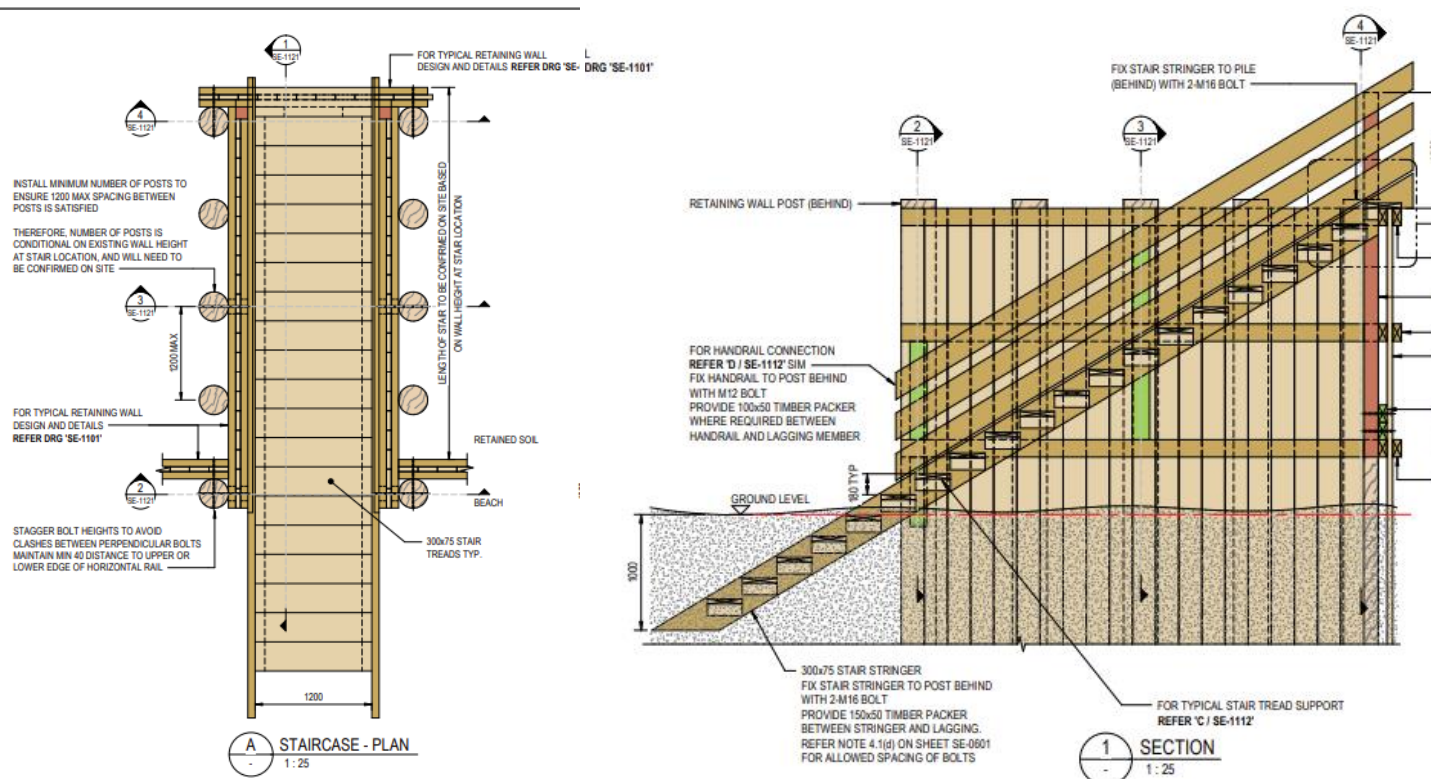 1
SE-1121
FOR TYPICAL RETAINING WALL
DESIGN AND DETAILS REFER DRG 'SE-
L
DRG 'SE-1101'
4
SE-1121
INSTALL MINIMUM NUMBER OF POSTS TO
ENSURE 1200 MAX SPACING BETWEEN
POSTS IS SATISFIED
THEREFORE, NUMBER OF POSTS IS
CONDITIONAL ON EXISTING WALL HEIGHT
AT STAIR LOCATION, AND WILL NEED TO
BE CONFIRMED ON SITE
3
SE-1121
1200 MAX
LENGTH OF STAIR TO BE CONFIRMED ON SITE BASED
ON WALL HEIGHT AT STAIR LOCATION
FOR TYPICAL RETAINING WALL
DESIGN AND DETAILS
REFER DRG 'SE-1101'
RETAINED SOIL
2
SE-1121
BEACH
STAGGER BOLT HEIGHTS TO AVOID
CLASHES BETWEEN PERPENDICULAR BOLTS
MAINTAIN MIN 40 DISTANCE TO UPPER OR
LOWER EDGE OF HORIZONTAL RAIL
300x75 STAIR
TREADS TYP.
1200
A
-
STAIRCASE - PLAN
1 : 25
4
SE-1121
FIX STAIR STRINGER TO PILE
(BEHIND) WITH 2-M16 BOLT
2
SE-1121
3
SE-1121
RETAINING WALL POST (BEHIND)
FOR HANDRAIL CONNECTION
REFER 'D / SE-1112' SIM
FIX HANDRAIL TO POST BEHIND
WITH M12 BOLT
PROVIDE 100x50 TIMBER PACKER
WHERE REQUIRED BETWEEN
HANDRAIL AND LAGGING MEMBER
180 TYP
GROUND LEVEL
1000
300x75 STAIR STRINGER
FIX STAIR STRINGER TO POST BEHIND
WITH 2-M16 BOLT
PROVIDE 150x50 TIMBER PACKER
BETWEEN STRINGER AND LAGGING.
REFER NOTE 4.1(d) ON SHEET SE-0601
FOR ALLOWED SPACING OF BOLTS
FOR TYPICAL STAIR TREAD SUPPORT
REFER 'C / SE-1112'
1
-
SECTION
1 : 25